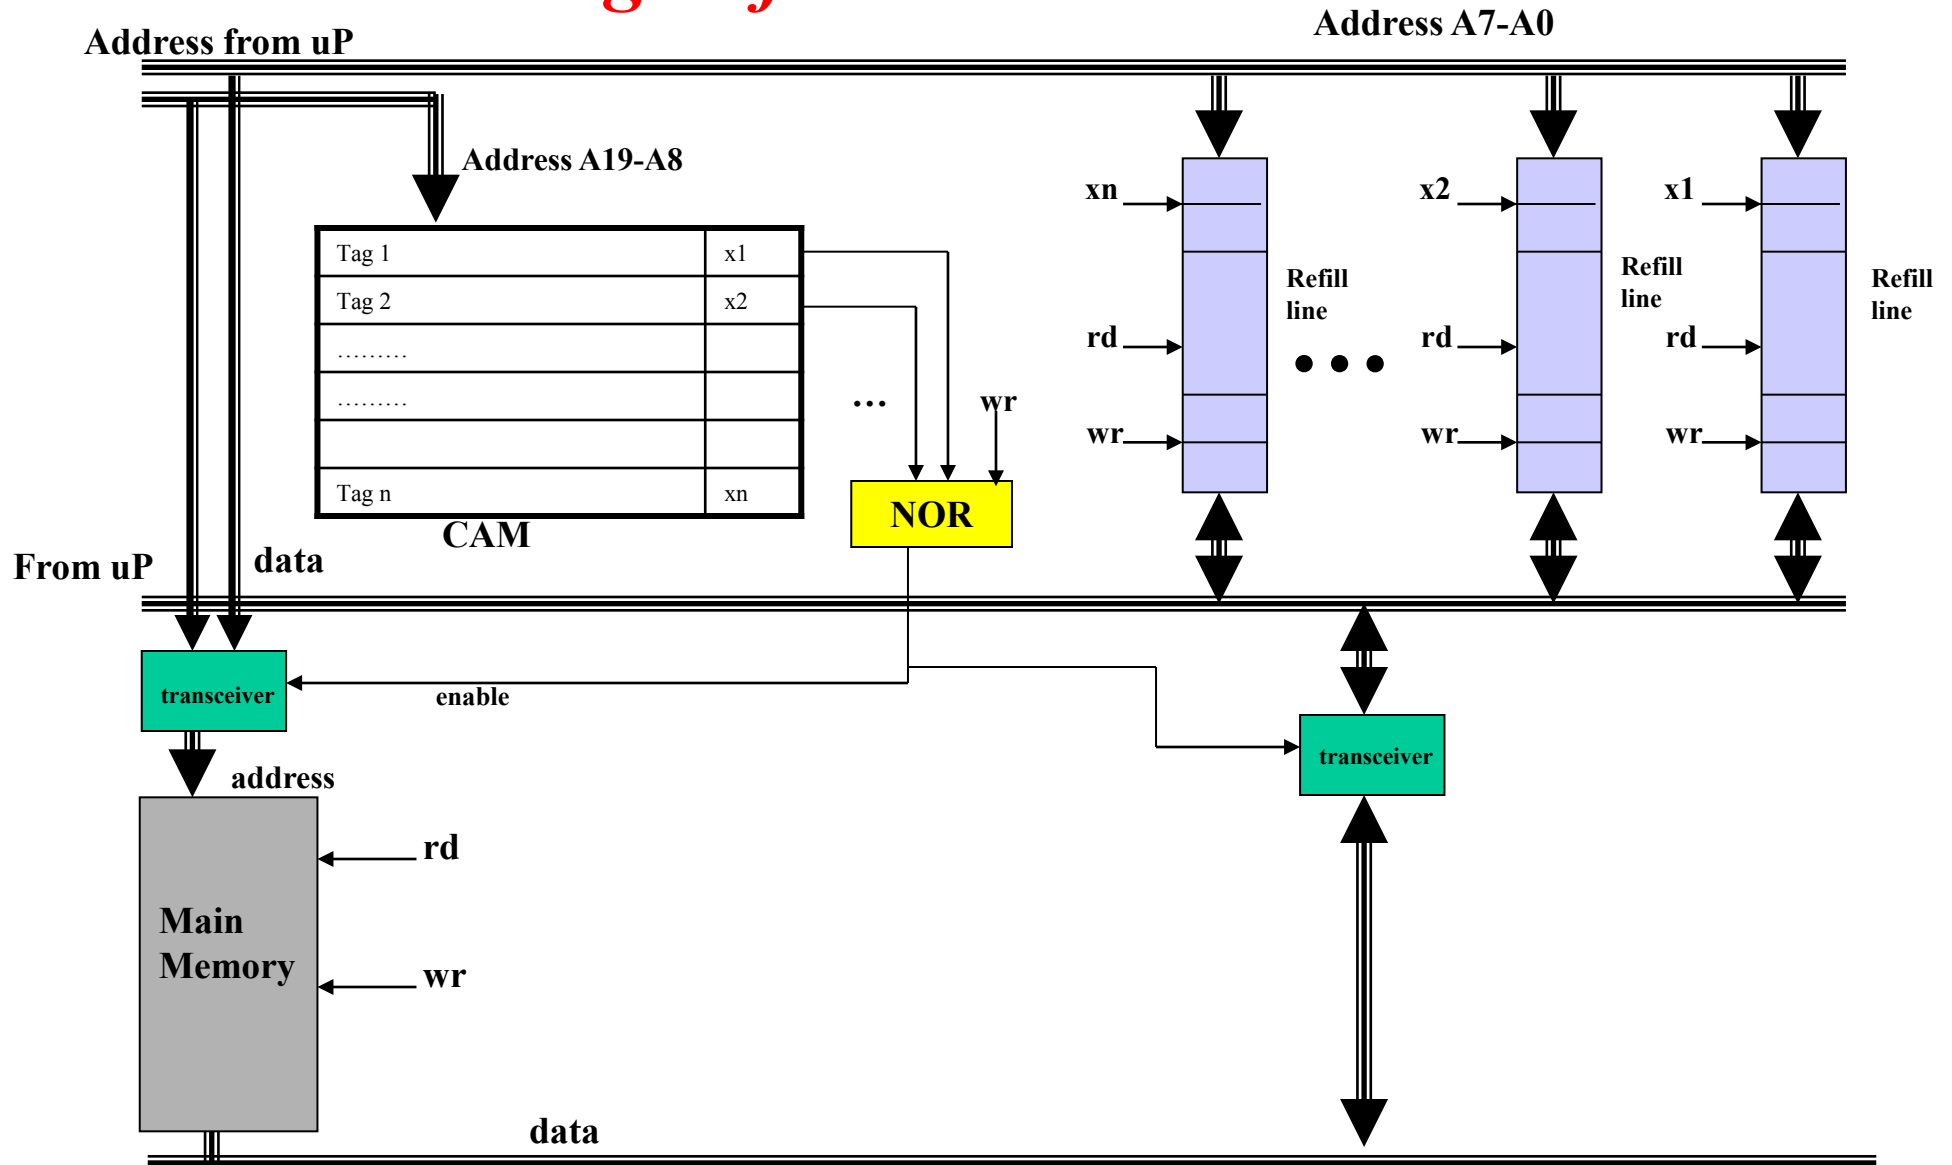 Address from uP
Address A7-A0
Address A19-A8
Tag 1 x1
Tag 2 x2
………
………
Tag n xn
CAM
...
wr
NOR
xn
rd
wr
Refill
line
x2
rd
wr
Refill
line
x1
rd
wr
Refill
line
From uP
data
transceiver
enable
transceiver
address
rd
Main
Memory
wr
data